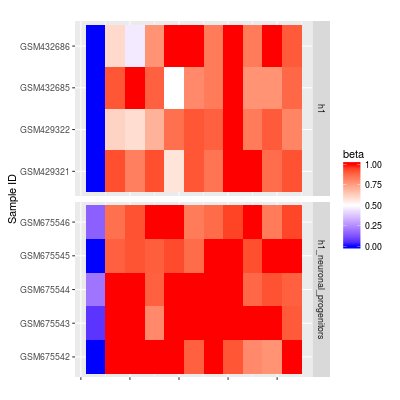 GSM432686
GSM432685
GSM429322
GSM429321
h1
GSM675546
GSM675545
GSM675544
GSM675543
GSM675542
h1_neuronal_progenitors
Sample ID
beta
1.00
0.75
0.50
0.25
0.00